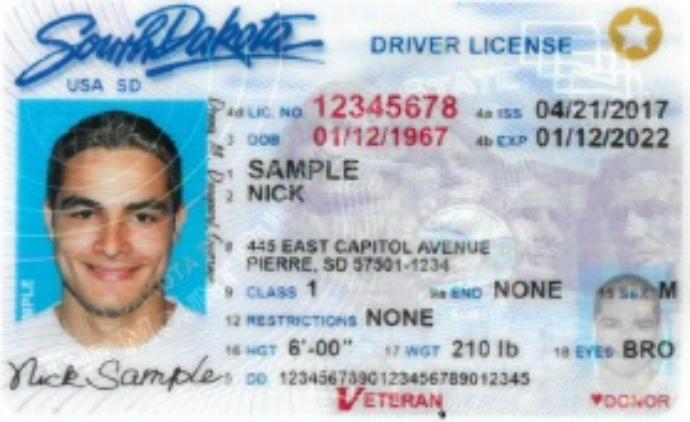 South Dakota
DRIVER LICENSE
USA SD
4d LIC. NO. 12345678 4a ISS 04/21/2017
3 DOB 01/12/1967 4b EXP 01/12/2022
1 SAMPLE
2 NICK
8 445 EAST CAPITOL AVENUE
PIERRE, SD 57501-1234
9 CLASS 1 9a END NONE 15 SEX M
12 RESTRICTIONS NONE
16 HGT 6'-00" 17 WGT 210 lb 18 EYES BRO
Nick Sample
5 DD 1234567890123456789012345
VETERAN
♥DONOR